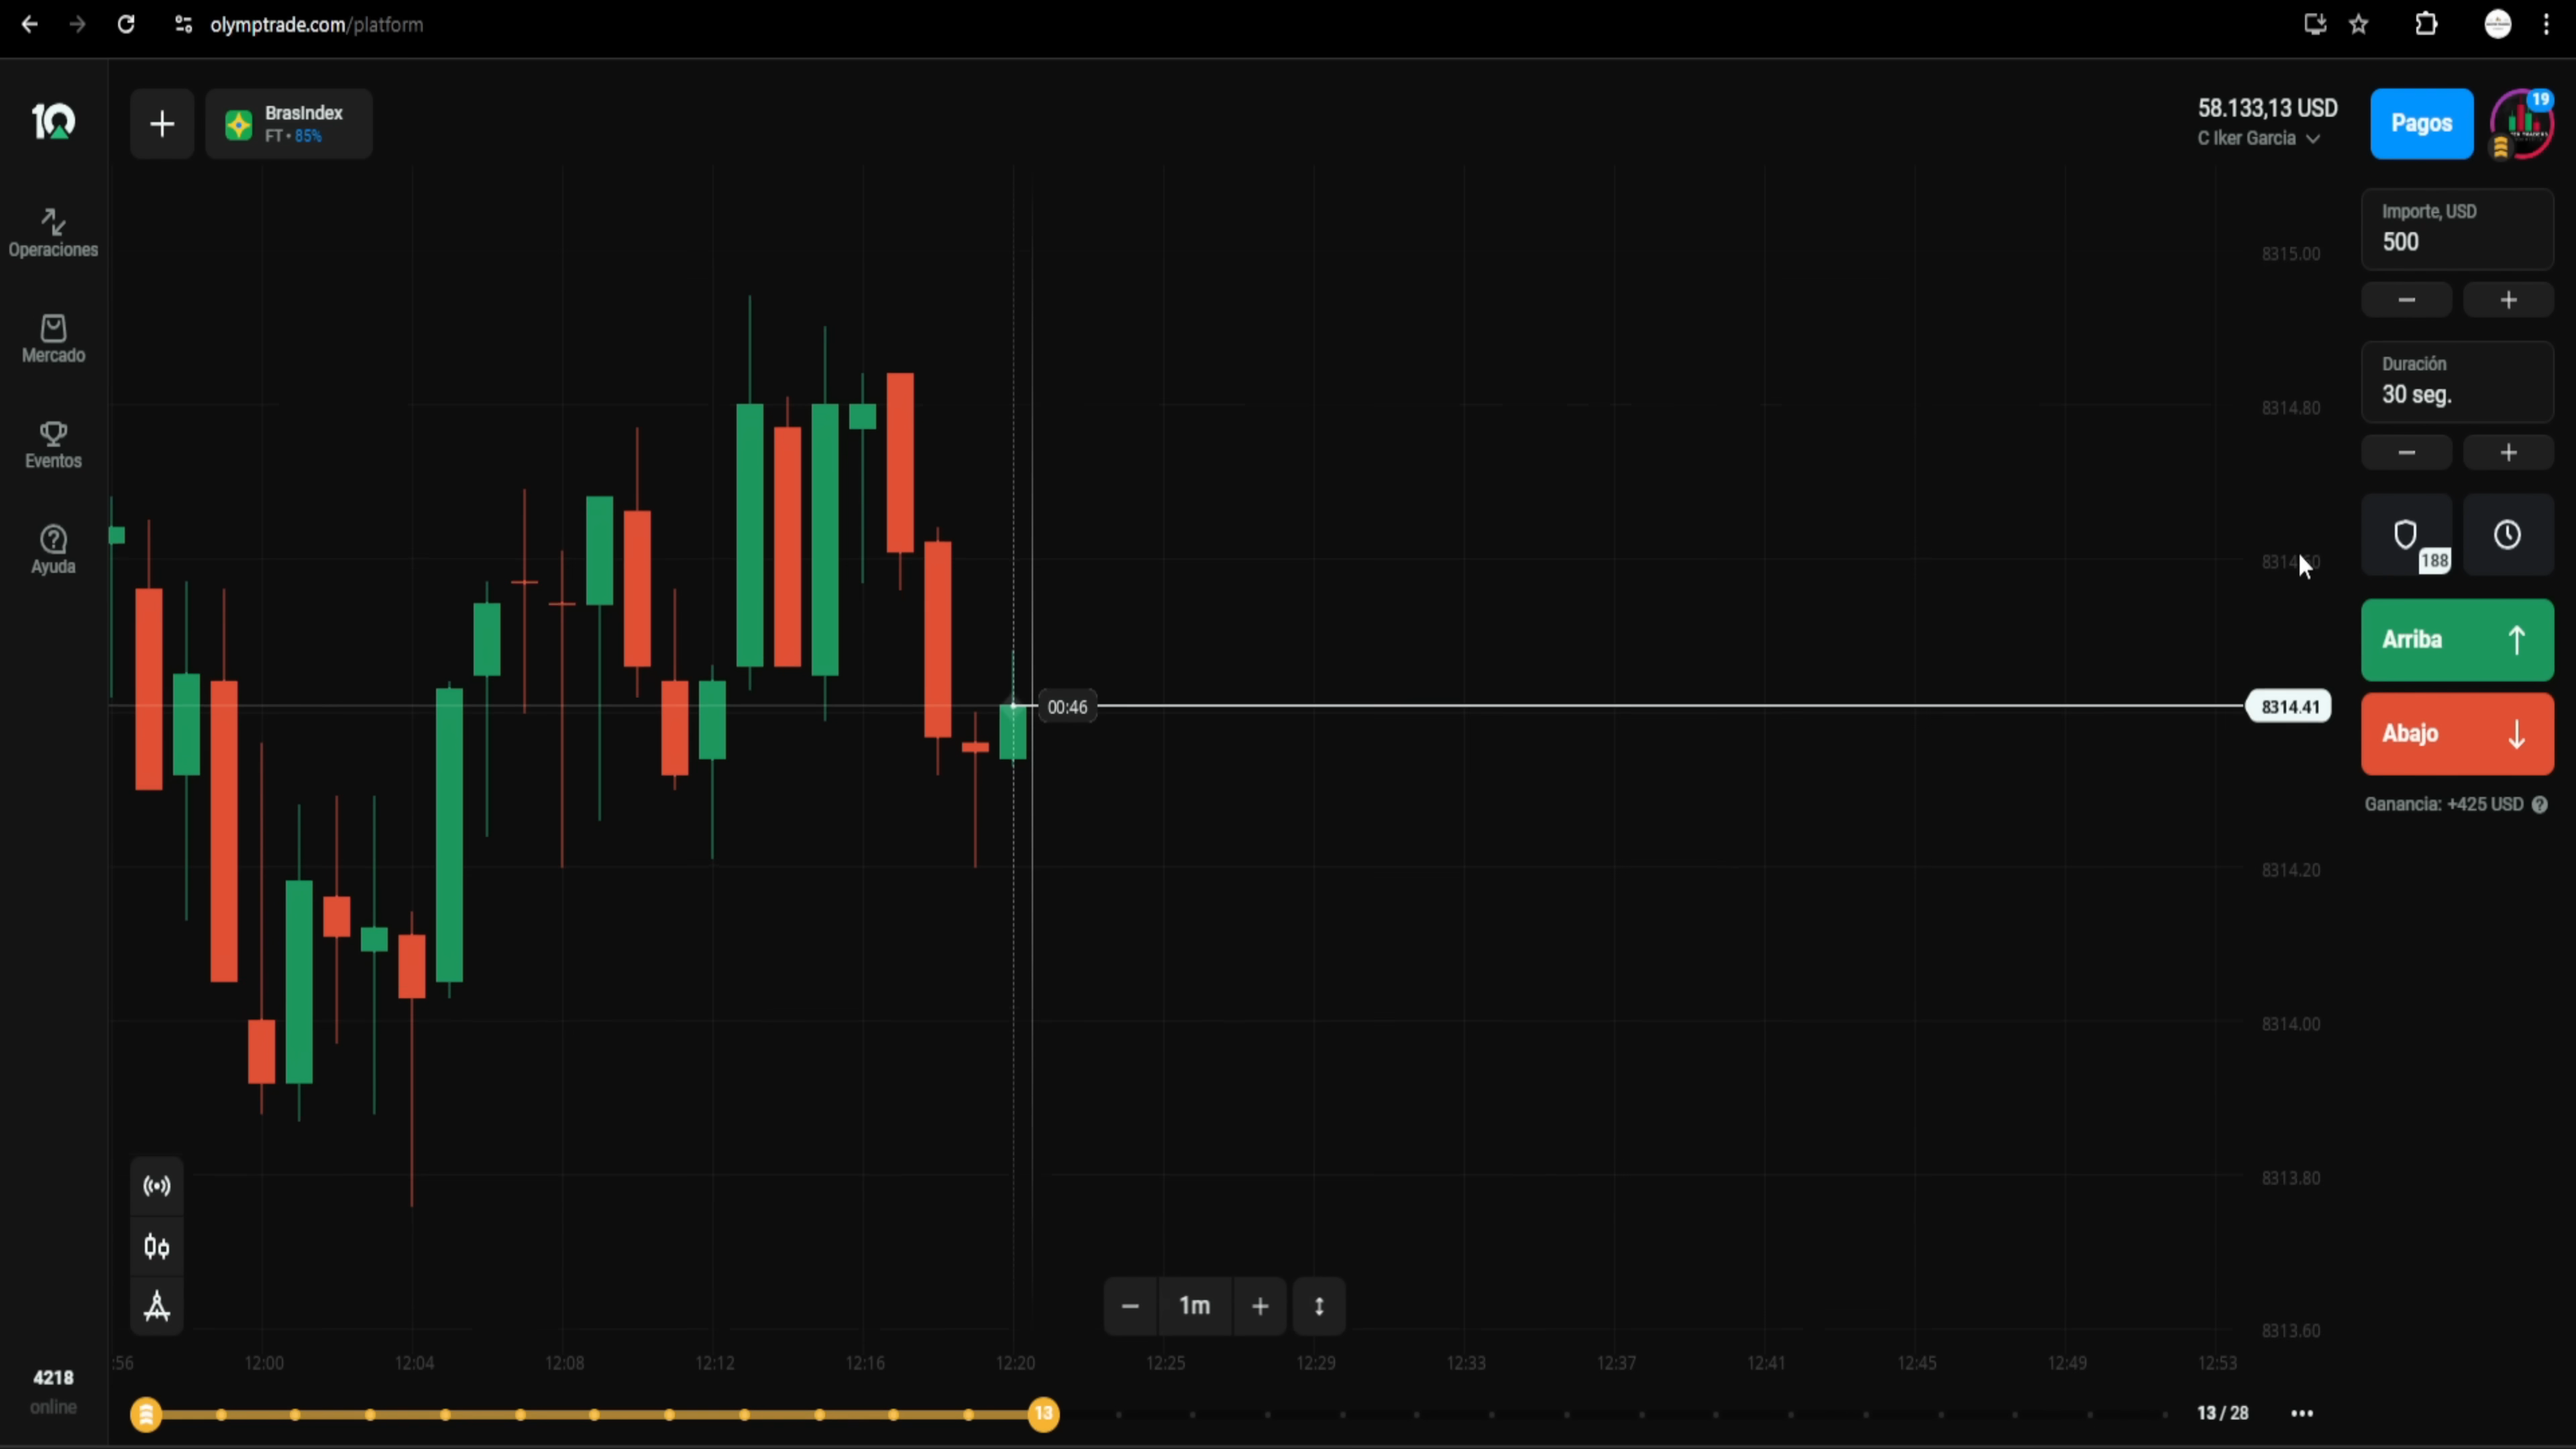 olymptrade.com/platform
BrasIndex
FT • 85%
58.133,13 USD
C Iker Garcia
Pagos
19
Operaciones
Mercado
Eventos
Ayuda
Importe, USD
500
Duración
30 seg.
188
Arriba
Abajo
Ganancia: +425 USD
8315.00
8314.80
8314.41
8314.20
8314.00
8313.80
8313.60
00:46
1m
:56
12:00
12:04
12:08
12:12
12:16
12:20
12:25
12:29
12:33
12:37
12:41
12:45
12:49
12:53
4218
online
13
13 / 28